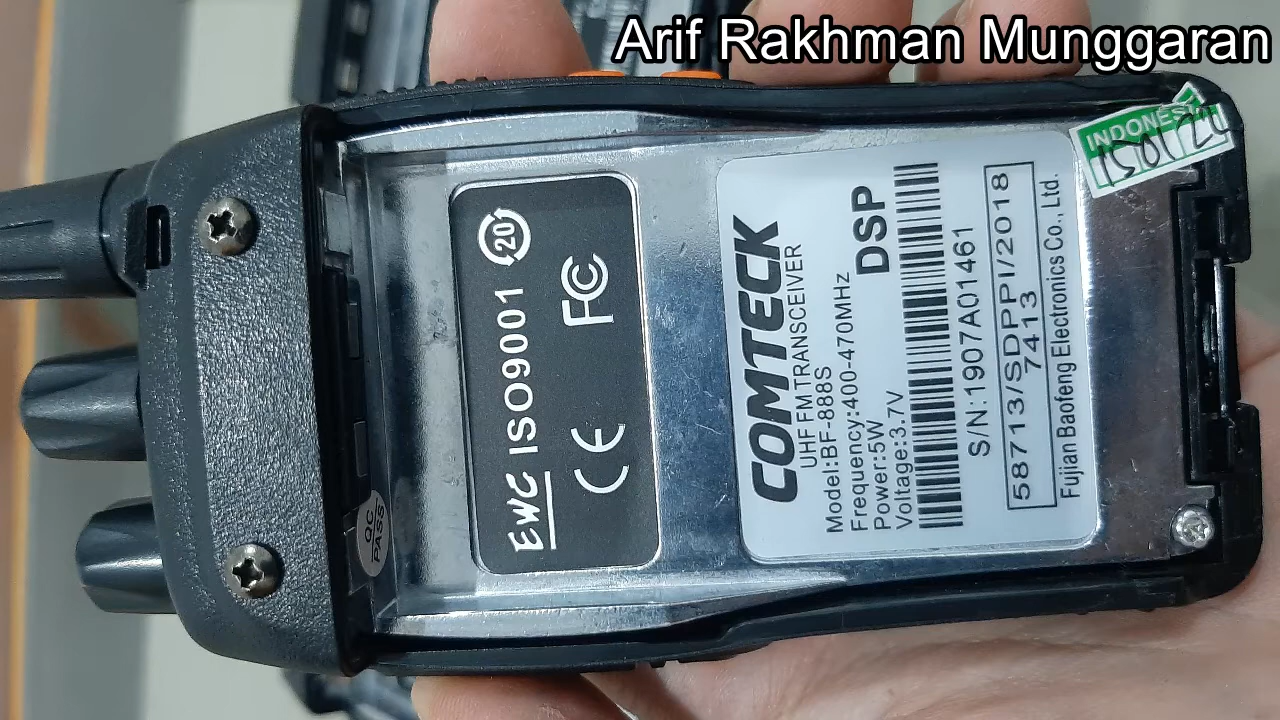 Arif Rakhman Munggaran
EWC ISO9001 20
CE FC
QC
PASS
COMTECK
UHF FM TRANSCEIVER
Model:BF-888S
Frequency:400-470MHz
Power:5W DSP
Voltage:3.7V
S/N:1907A01461
58713/SDPPI/2018
7413
Fujian Baofeng Electronics Co., Ltd.
INDONESIA